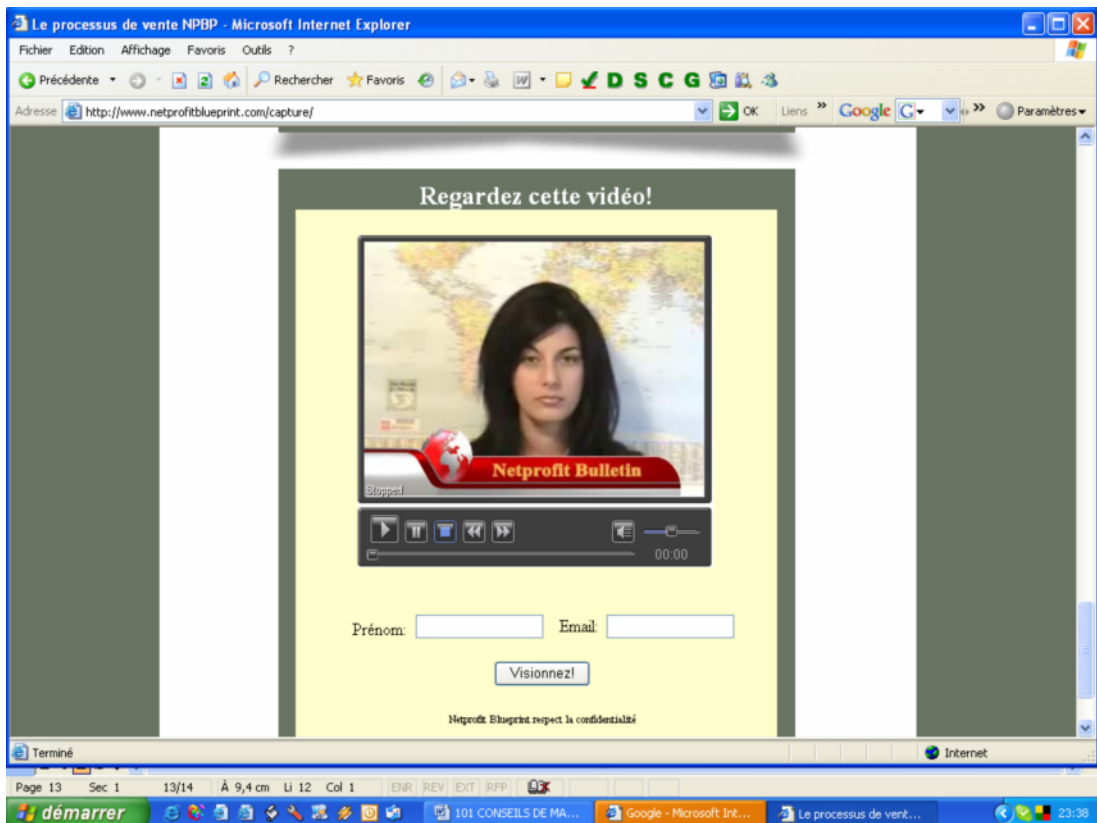 Le processus de vente NPBP - Microsoft Internet Explorer
Fichier Edition Affichage Favoris Outils ?
Précédente Rechercher Favoris W D S C G
Adresse http://www.netprofitblueprint.com/capture/ OK Liens » Google G » Paramètres
Regardez cette vidéo!
Netprofit Bulletin
Stopped
00:00
Prénom: Email:
Visionnez!
Netprofit Blueprint respect la confidentialité
Terminé Internet
Page 13 Sec 1 13/14 À 9,4 cm Li 12 Col 1 ENR REV EXT RFP
démarrer 101 CONSEILS DE MA... Google - Microsoft Int... Le processus de vent... 23:38